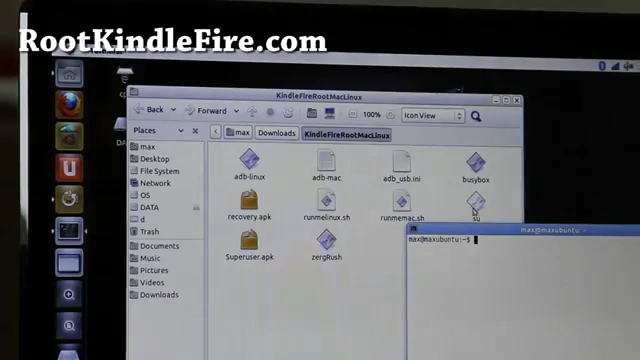 RootKindleFire.com
KindleFireRootMacLinux
Back
Forward
100%
Icon View
Places
max
Downloads
KindleFireRootMacLinux
max
Desktop
File System
Network
OS
DATA
d
Trash
Documents
Music
Pictures
Videos
Downloads
adb-linux
adb-mac
adb_usb.ini
busybox
recovery.apk
runmelinux.sh
runmemac.sh
su
Superuser.apk
zergRush
max@maxubuntu: ~
max@maxubuntu:~$